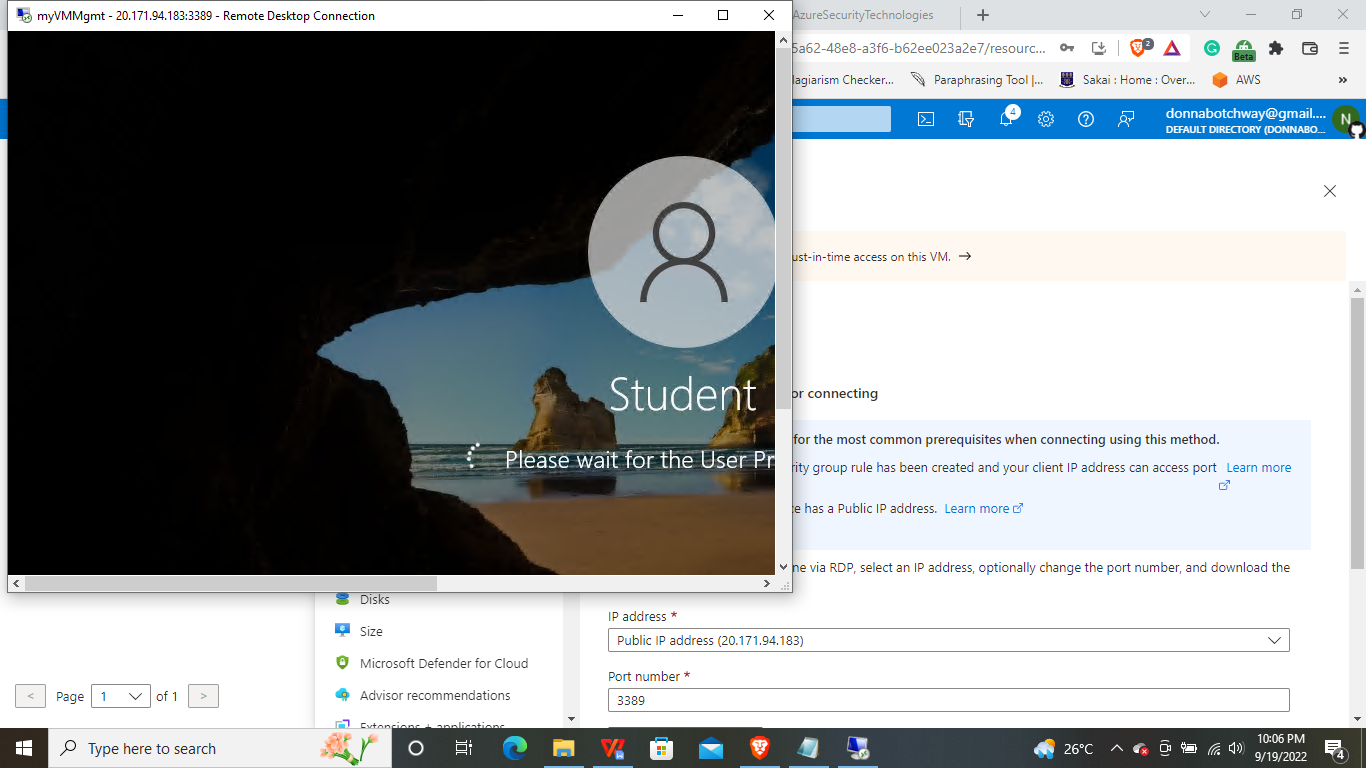 myVMMgmt - 20.171.94.183:3389 - Remote Desktop Connection
AzureSecurityTechnologies
5a62-48e8-a3f6-b62ee023a2e7/resourc...
2
Beta
lagiarism Checker...
Paraphrasing Tool |...
Sakai : Home : Over...
AWS
»
4
donnabotchway@gmail....
DEFAULT DIRECTORY (DONNABO...
N
ust-in-time access on this VM.
Student
Please wait for the User Pr
or connecting
for the most common prerequisites when connecting using this method.
rity group rule has been created and your client IP address can access port
Learn more
ce has a Public IP address. Learn more
ne via RDP, select an IP address, optionally change the port number, and download the
Disks
Size
Microsoft Defender for Cloud
Advisor recommendations
Extensions + applications
IP address *
Public IP address (20.171.94.183)
Port number *
3389
< Page 1 of 1 >
Type here to search
26°C
10:06 PM
9/19/2022
4